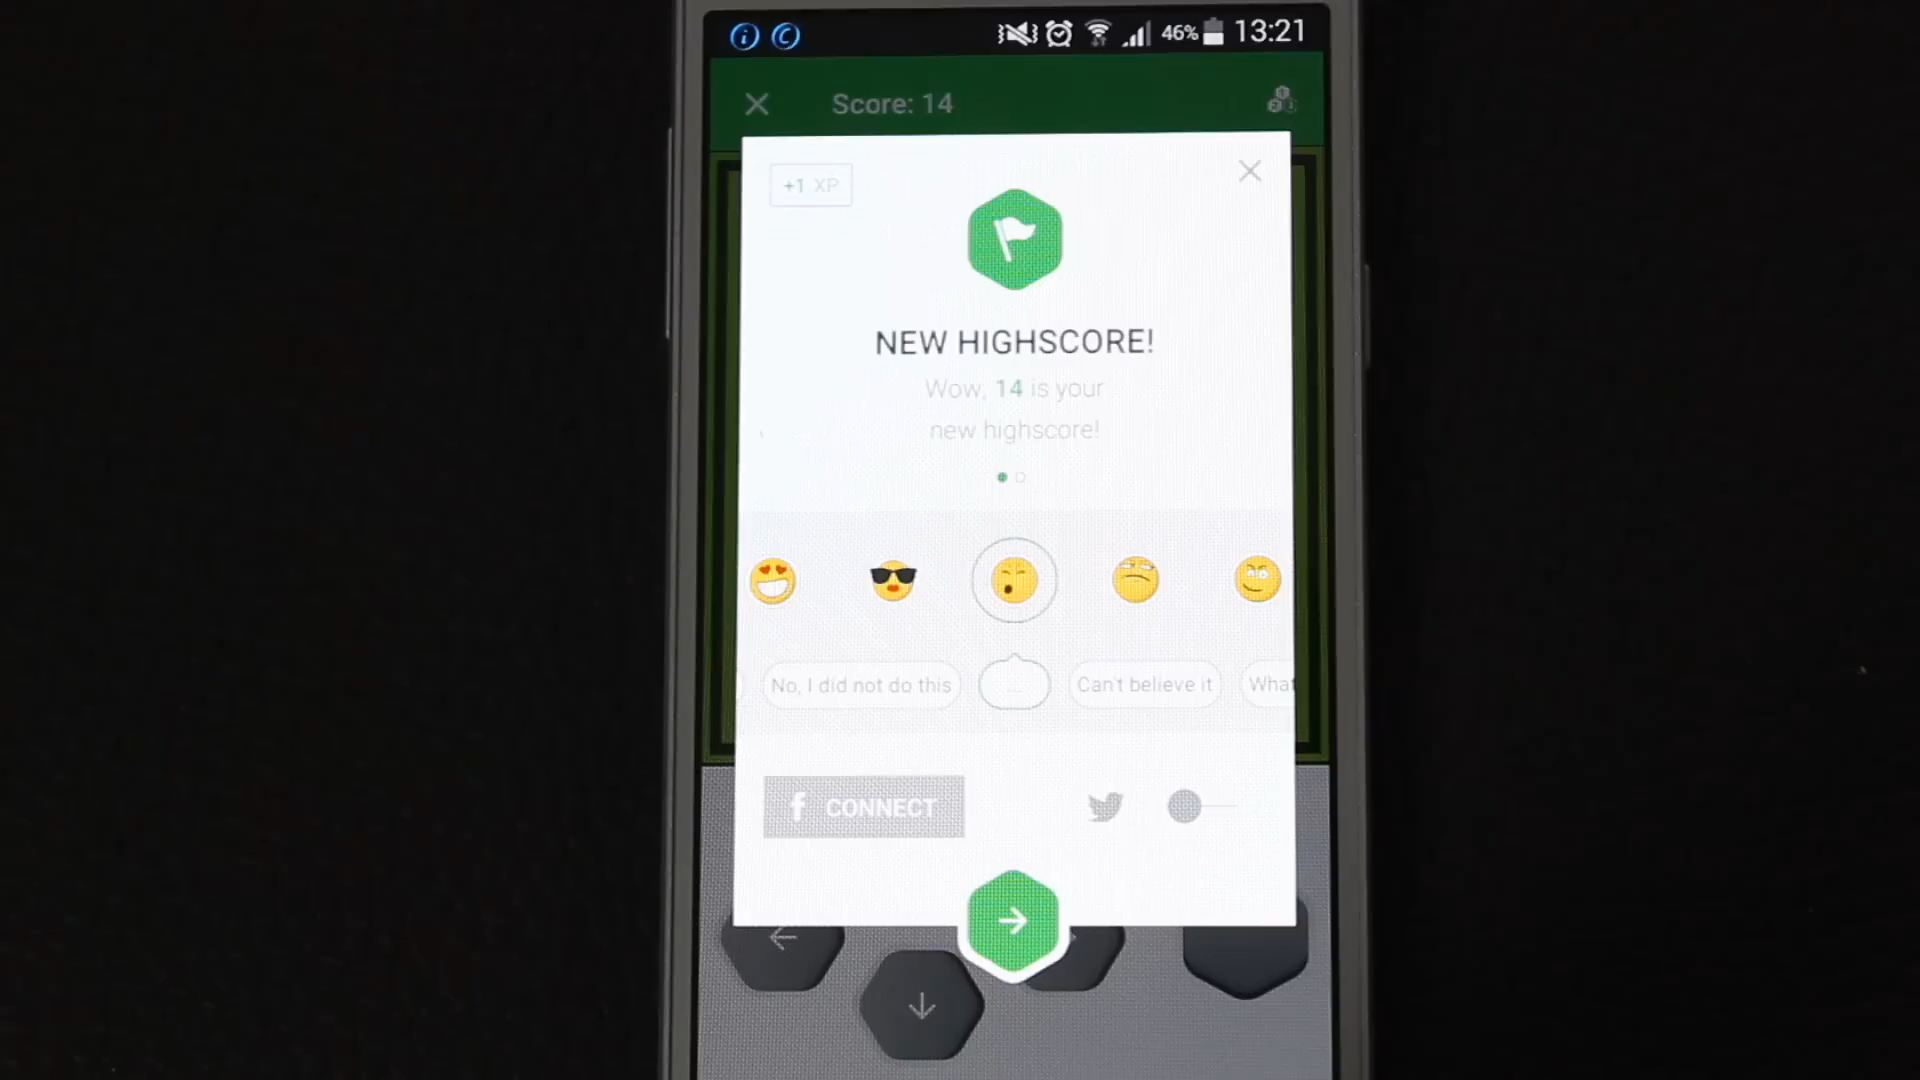 46% 13:21
Score: 14
+1 XP
NEW HIGHSCORE!
Wow, 14 is your
new highscore!
No, I did not do this
...
Can't believe it
What
f CONNECT